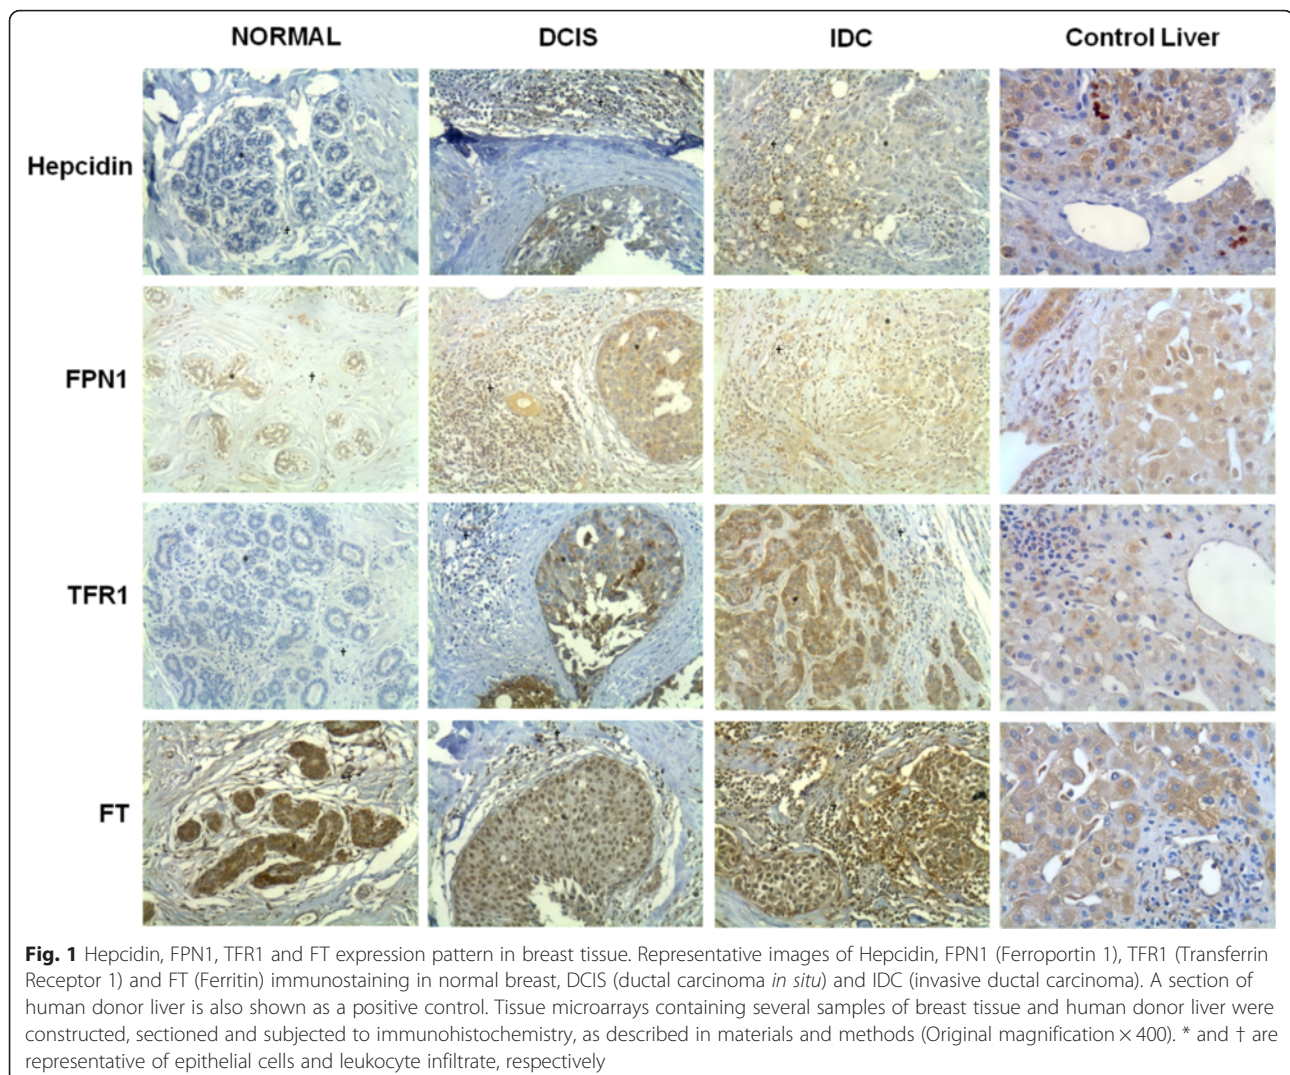 NORMAL DCIS IDC Control Liver
Hepcidin
FPN1
TFR1
FT
Fig. 1 Hepcidin, FPN1, TFR1 and FT expression pattern in breast tissue. Representative images of Hepcidin, FPN1 (Ferroportin 1), TFR1 (Transferrin
Receptor 1) and FT (Ferritin) immunostaining in normal breast, DCIS (ductal carcinoma in situ) and IDC (invasive ductal carcinoma). A section of
human donor liver is also shown as a positive control. Tissue microarrays containing several samples of breast tissue and human donor liver were
constructed, sectioned and subjected to immunohistochemistry, as described in materials and methods (Original magnification × 400). * and † are
representative of epithelial cells and leukocyte infiltrate, respectively